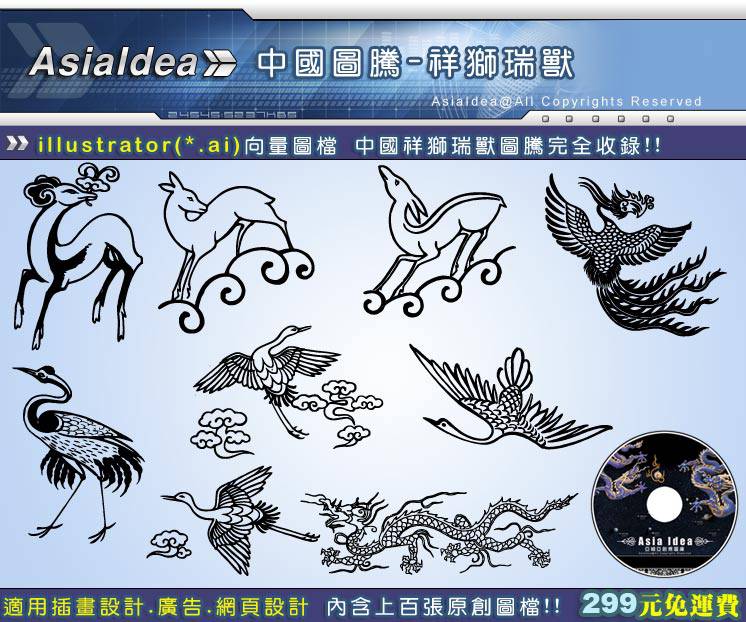 AsiaIdea 中國圖騰-祥獅瑞獸
AsiaIdea@All Copyrights Reserved
illustrator(*.ai)向量圖檔 中國祥獅瑞獸圖騰完全收錄!!
Asia Idea
適用插畫設計.廣告.網頁設計 內含上百張原創圖檔!! 299元免運費